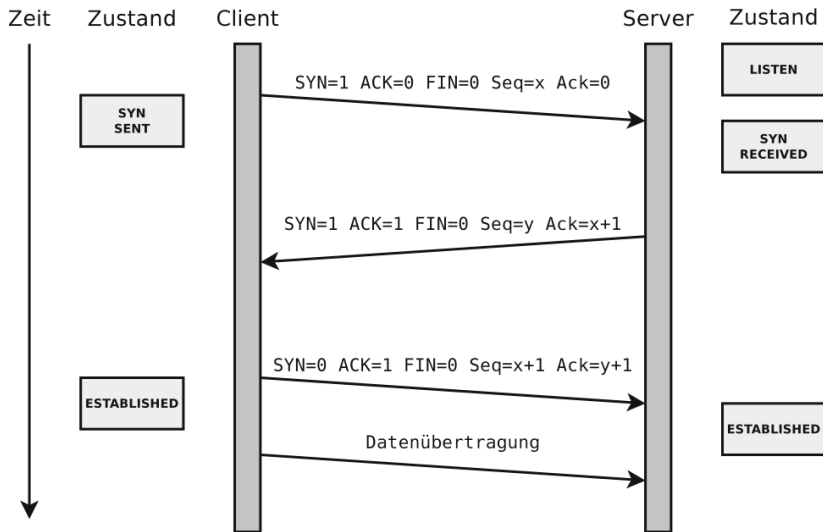 Zeit Zustand Client Server Zustand
LISTEN
SYN=1 ACK=0 FIN=0 Seq=x Ack=0
SYN
SENT
SYN
RECEIVED
SYN=1 ACK=1 FIN=0 Seq=y Ack=x+1
SYN=0 ACK=1 FIN=0 Seq=x+1 Ack=y+1
ESTABLISHED
ESTABLISHED
Datenübertragung